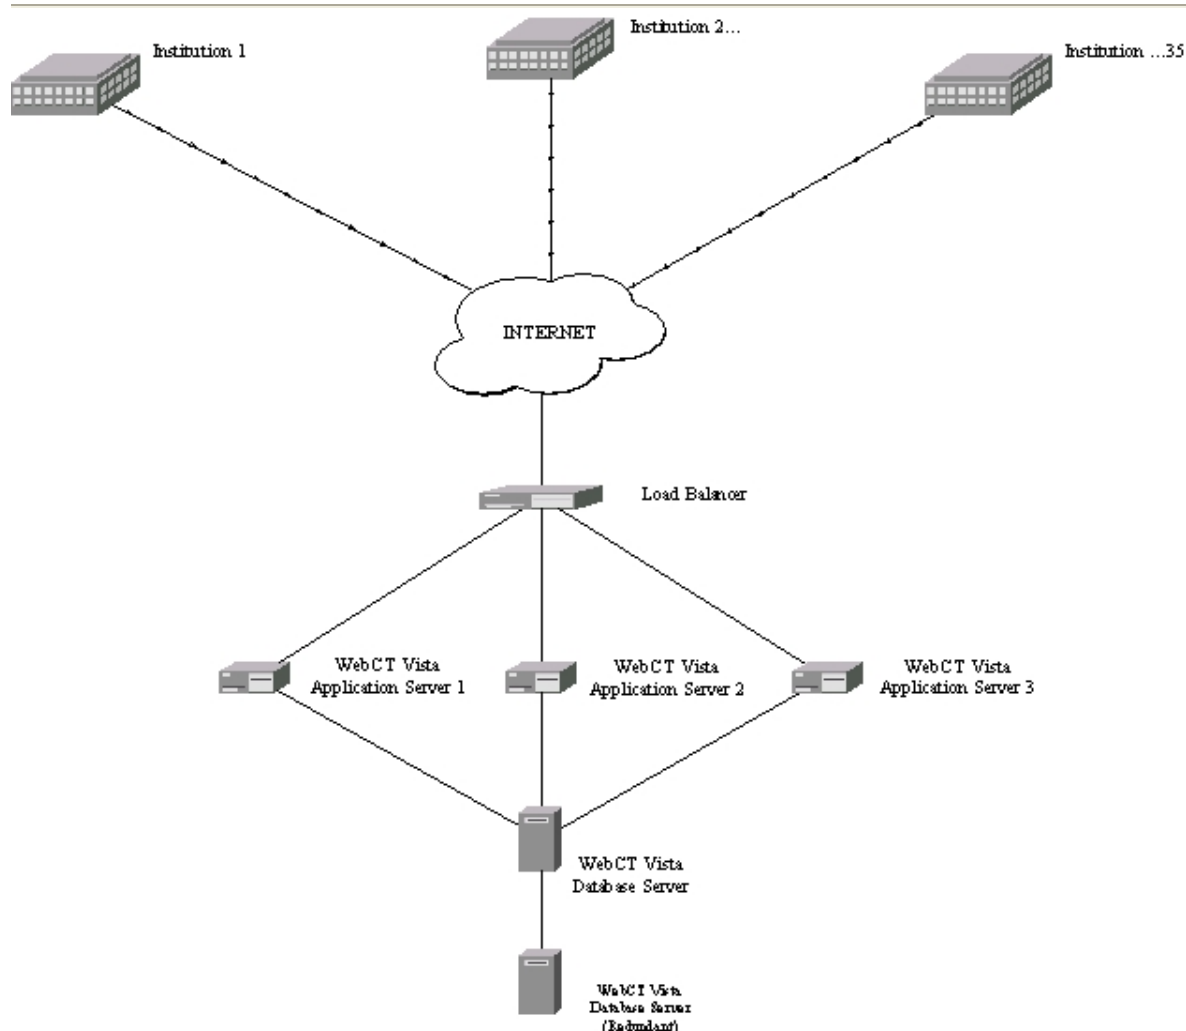 Institution 1
Institution 2...
Institution ...35
INTERNET
Load Balancer
WebCT Vista
Application Server 1
WebCT Vista
Application Server 2
WebCT Vista
Application Server 3
WebCT Vista
Database Server
WebCT Vista
Database Server
(Redundant)